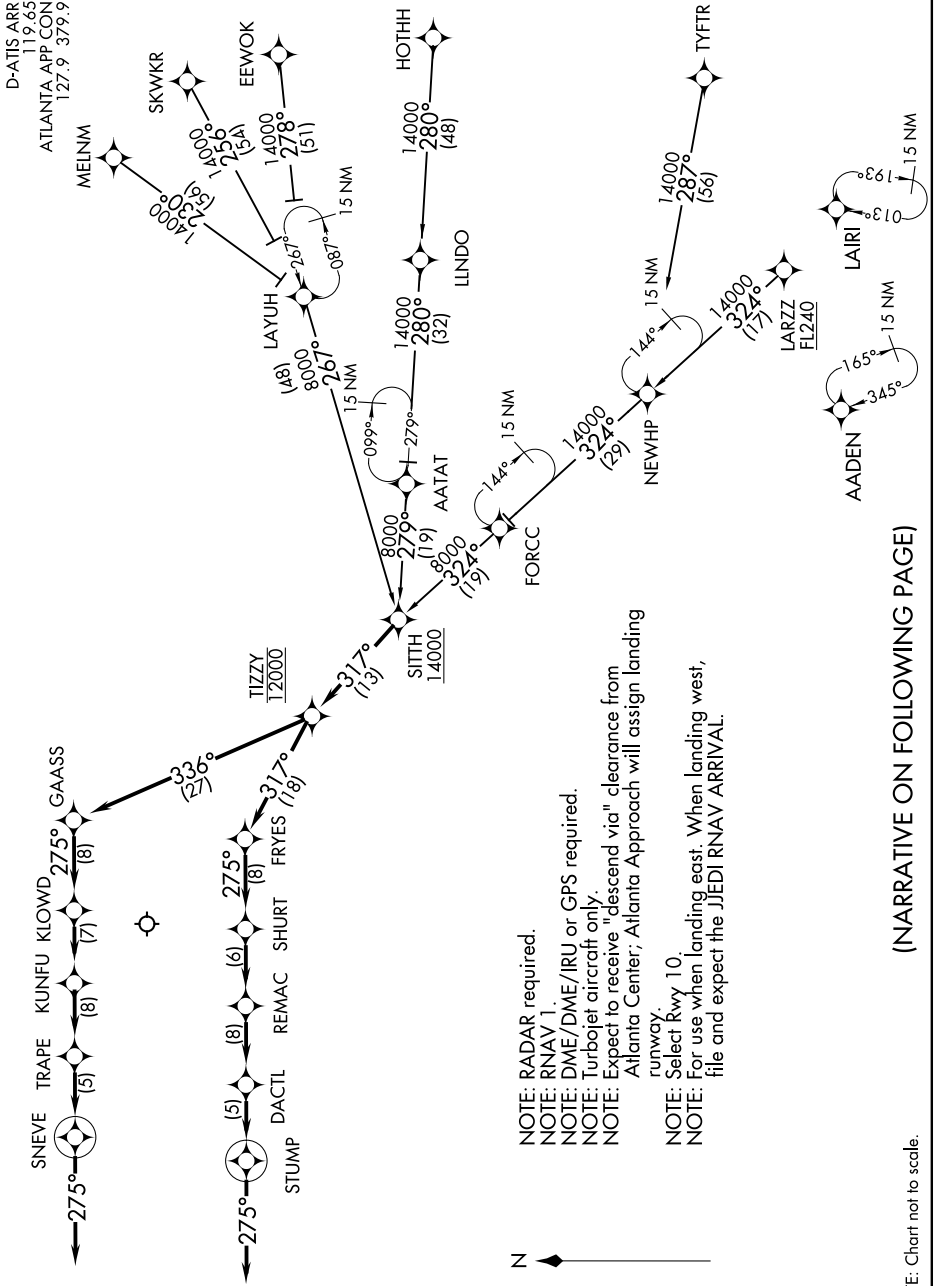 D-ATIS ARR
119.65
ATLANTA APP CON
127.9 379.9
MELNM
14000
230°
(56)
SKWKR
14000
256°
(54)
EEWOK
14000
278°
(51)
15 NM
267°
087°
LAYUH
(48)
8000
267°
HOTHH
14000
280°
(48)
LLNDO
14000
280°
(32)
15 NM
099°
279°
AATAT
8000
279°
(19)
TYFTR
14000
287°
(56)
15 NM
144°
NEWHP
14000
324°
(17)
LARZZ
FL240
14000
324°
(29)
15 NM
144°
FORCC
8000
324°
(19)
SITTH
14000
317°
(13)
TIZZY
12000
336°
(27)
317°
(18)
GAASS
275°
(8)
KLOWD
(7)
KUNFU
(8)
TRAPE
(5)
SNEVE
275°
FRYES
275°
(8)
SHURT
(6)
REMAC
(8)
DACTL
(5)
STUMP
275°
LAIRI
193°
013°
15 NM
AADEN
165°
345°
15 NM
N
NOTE: RADAR required.
NOTE: RNAV 1.
NOTE: DME/DME/IRU or GPS required.
NOTE: Turbojet aircraft only.
NOTE: Expect to receive "descend via" clearance from
Atlanta Center; Atlanta Approach will assign landing
runway.
NOTE: Select Rwy 10.
NOTE: For use when landing east. When landing west,
file and expect the JJEDI RNAV ARRIVAL.
(NARRATIVE ON FOLLOWING PAGE)
TE: Chart not to scale.